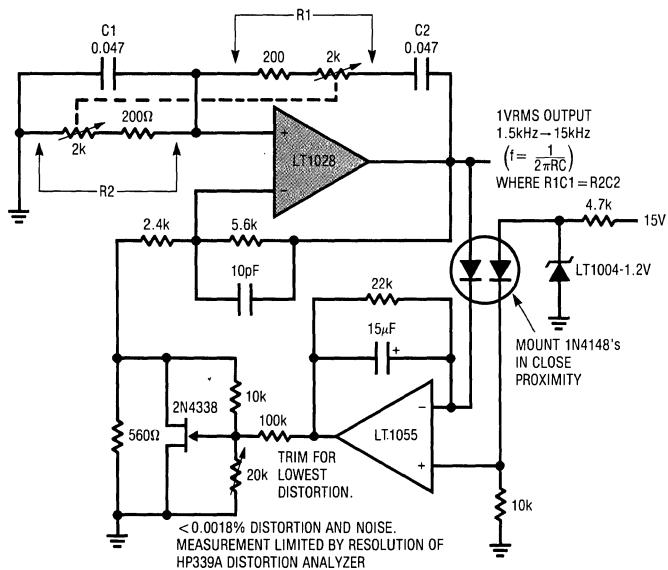 R1
C1
0.047
C2
0.047
200
2k
200Ω
2k
R2
+
−
LT1028
1VRMS OUTPUT
1.5kHz→15kHz
(f = 1/2πRC)
WHERE R1C1 = R2C2
4.7k
15V
2.4k
5.6k
10pF
LT1004-1.2V
22k
15µF
+
MOUNT 1N4148's
IN CLOSE
PROXIMITY
2N4338
10k
100k
−
LT1055
+
560Ω
20k
TRIM FOR
LOWEST
DISTORTION.
10k
<0.0018% DISTORTION AND NOISE.
MEASUREMENT LIMITED BY RESOLUTION OF
HP339A DISTORTION ANALYZER